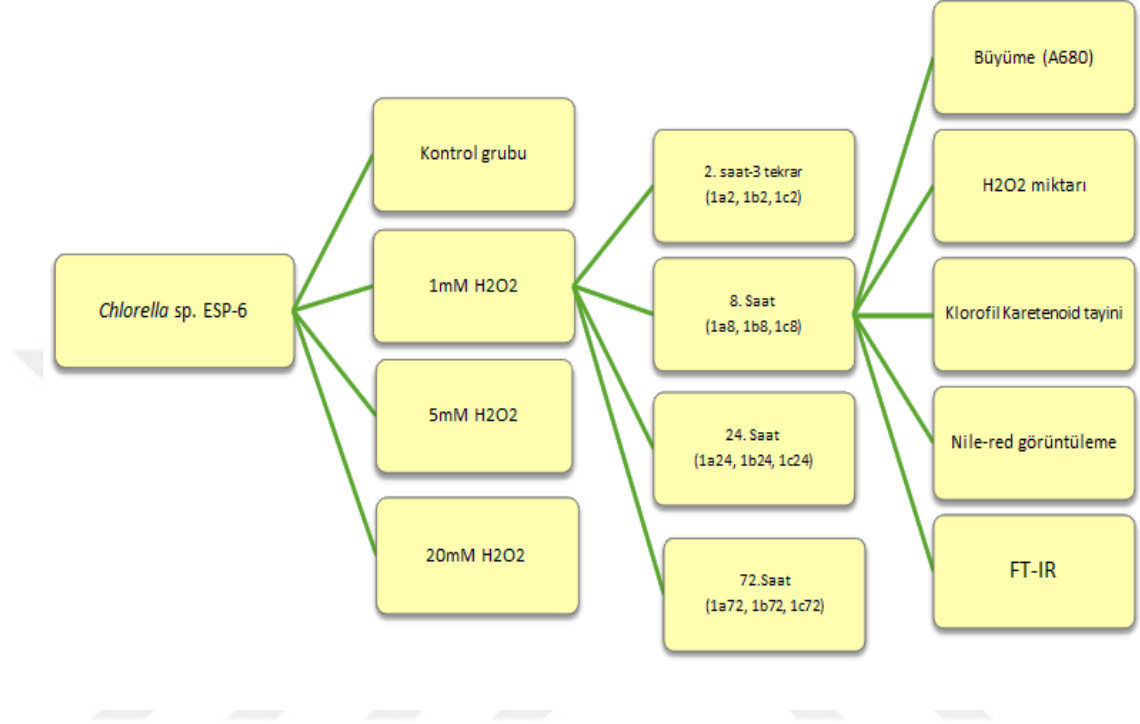 Chlorella sp. ESP-6
Kontrol grubu
1mM H2O2
5mM H2O2
20mM H2O2
2. saat-3 tekrar
(1a2, 1b2, 1c2)
8. Saat
(1a8, 1b8, 1c8)
24. Saat
(1a24, 1b24, 1c24)
72.Saat
(1a72, 1b72, 1c72)
Büyüme (A680)
H2O2 miktarı
Klorofil Karetenoid tayini
Nile-red görüntüleme
FT-IR